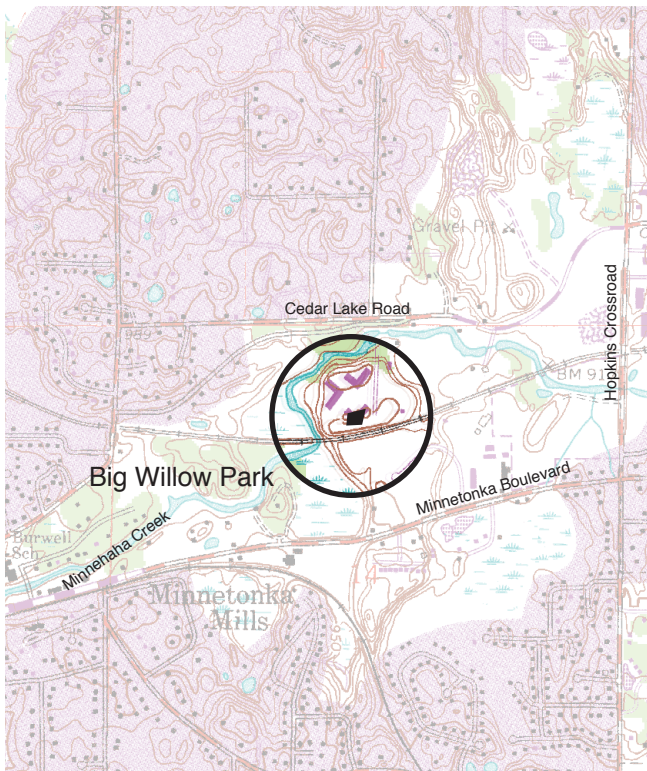 ROAD
Gravel Pit
Cedar Lake Road
Hopkins Crossroad
BM 91
Big Willow Park
Minnetonka Boulevard
Burwell
Sch
Minnehaha Creek
Minnetonka
Mills